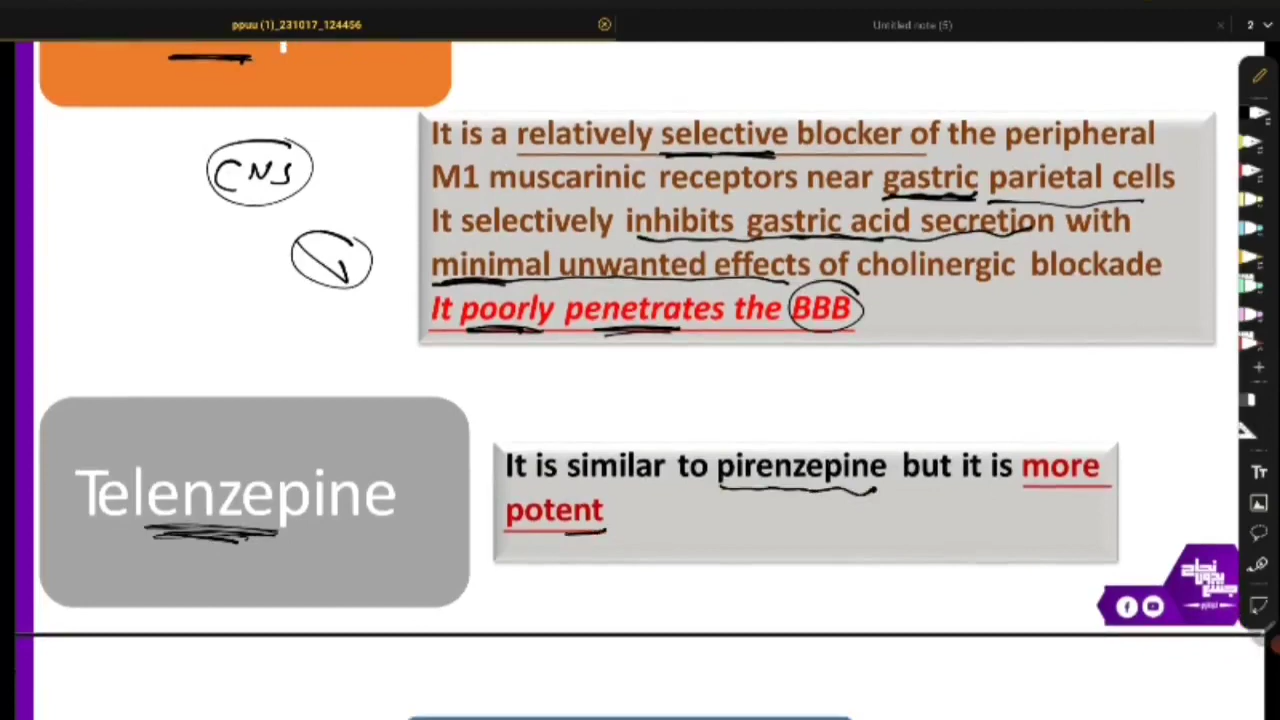 ppuu (1)_231017_124456
Untitled note (5)
2
It is a relatively selective blocker of the peripheral
M1 muscarinic receptors near gastric parietal cells
It selectively inhibits gastric acid secretion with
minimal unwanted effects of cholinergic blockade
It poorly penetrates the BBB
CNS
Telenzepine
It is similar to pirenzepine but it is more
potent
Tт